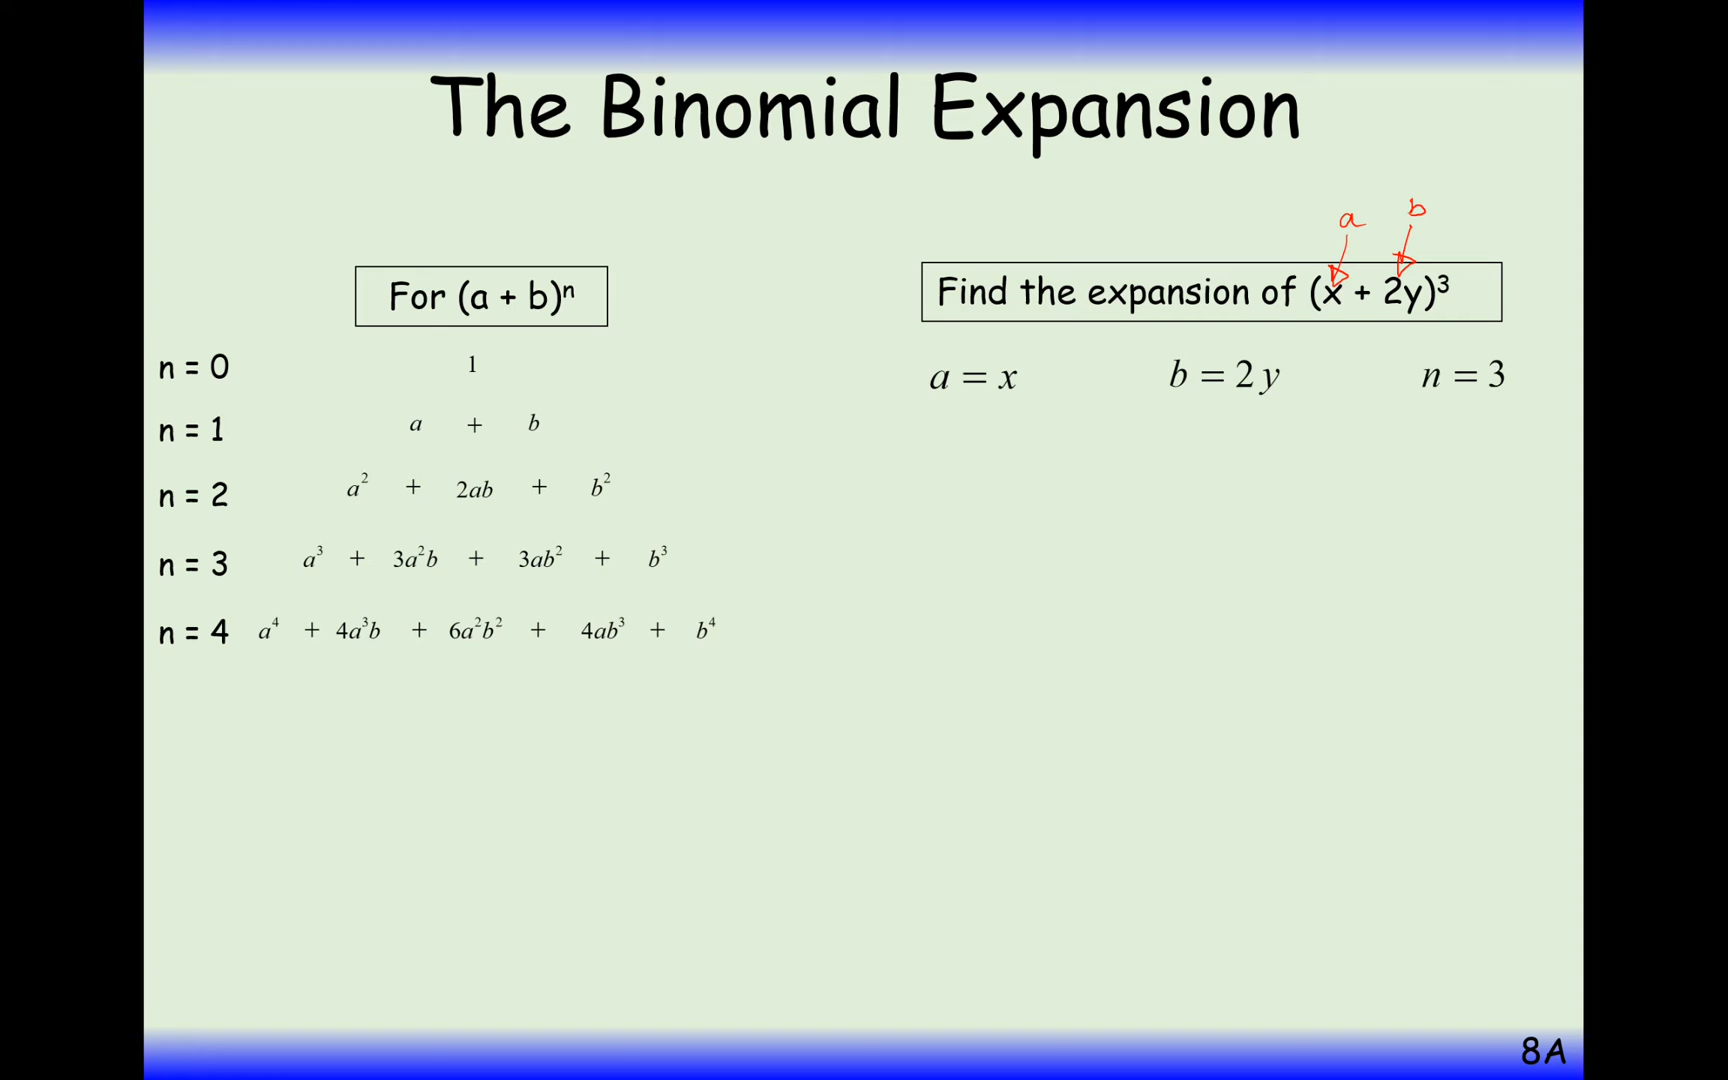 The Binomial Expansion
a b
For (a + b)ⁿ
Find the expansion of (x + 2y)³
a = x b = 2y n = 3
n = 0 1
n = 1 a + b
n = 2 a² + 2ab + b²
n = 3 a³ + 3a²b + 3ab² + b³
n = 4 a⁴ + 4a³b + 6a²b² + 4ab³ + b⁴
8A